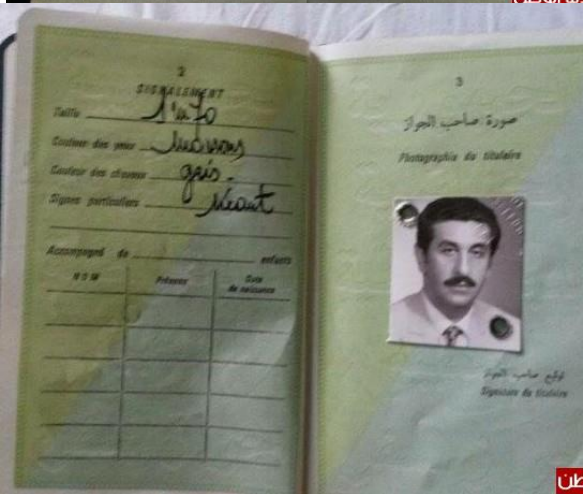 2
SIGNALEMENT
Taille 1m70
Couleur des yeux Marrons
Couleur des cheveux gris -
Signes particuliers Néant
Accompagné de enfants
NOM Prénoms Date de naissance
3
صورة صاحب الجواز
Photographie du titulaire
توقيع صاحب الجواز
Signature du titulaire